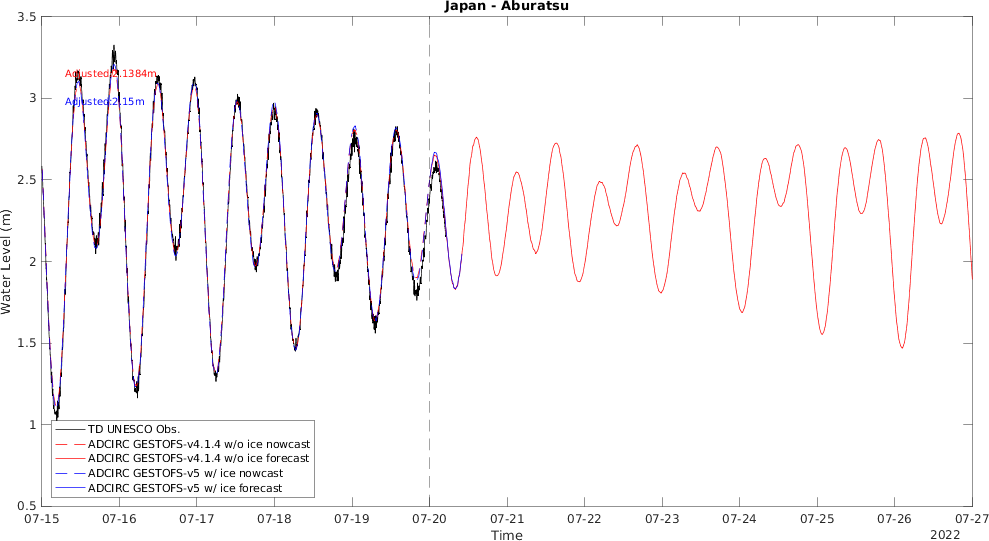 Japan - Aburatsu
3.5
3
2.5
2
1.5
1
0.5
Water Level (m)
Adjusted:2.1384m
Adjusted:2.15m
TD UNESCO Obs.
ADCIRC GESTOFS-v4.1.4 w/o ice nowcast
ADCIRC GESTOFS-v4.1.4 w/o ice forecast
ADCIRC GESTOFS-v5 w/ ice nowcast
ADCIRC GESTOFS-v5 w/ ice forecast
07-15 07-16 07-17 07-18 07-19 07-20 07-21 07-22 07-23 07-24 07-25 07-26 07-27
Time
2022